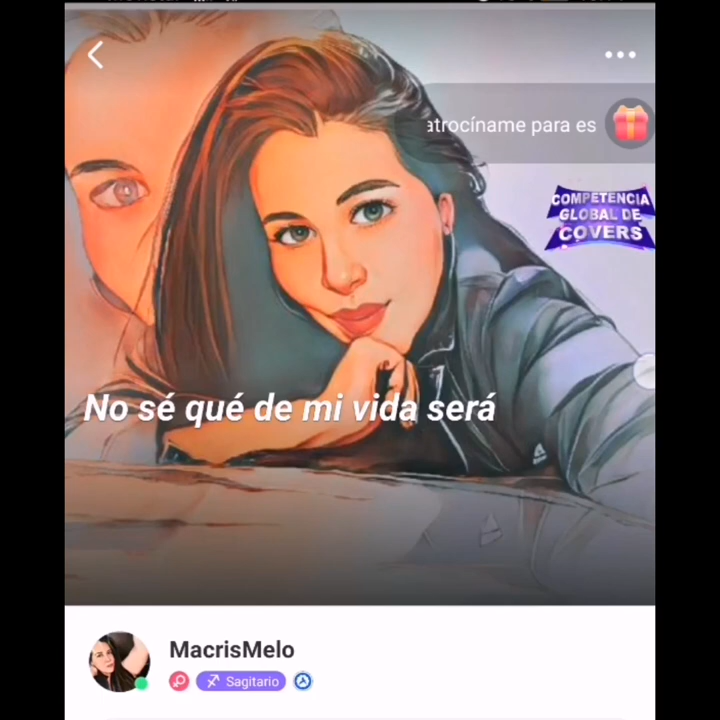 atrocíname para es
COMPETENCIA
GLOBAL DE
COVERS
No sé qué de mi vida será
MacrisMelo
Sagitario